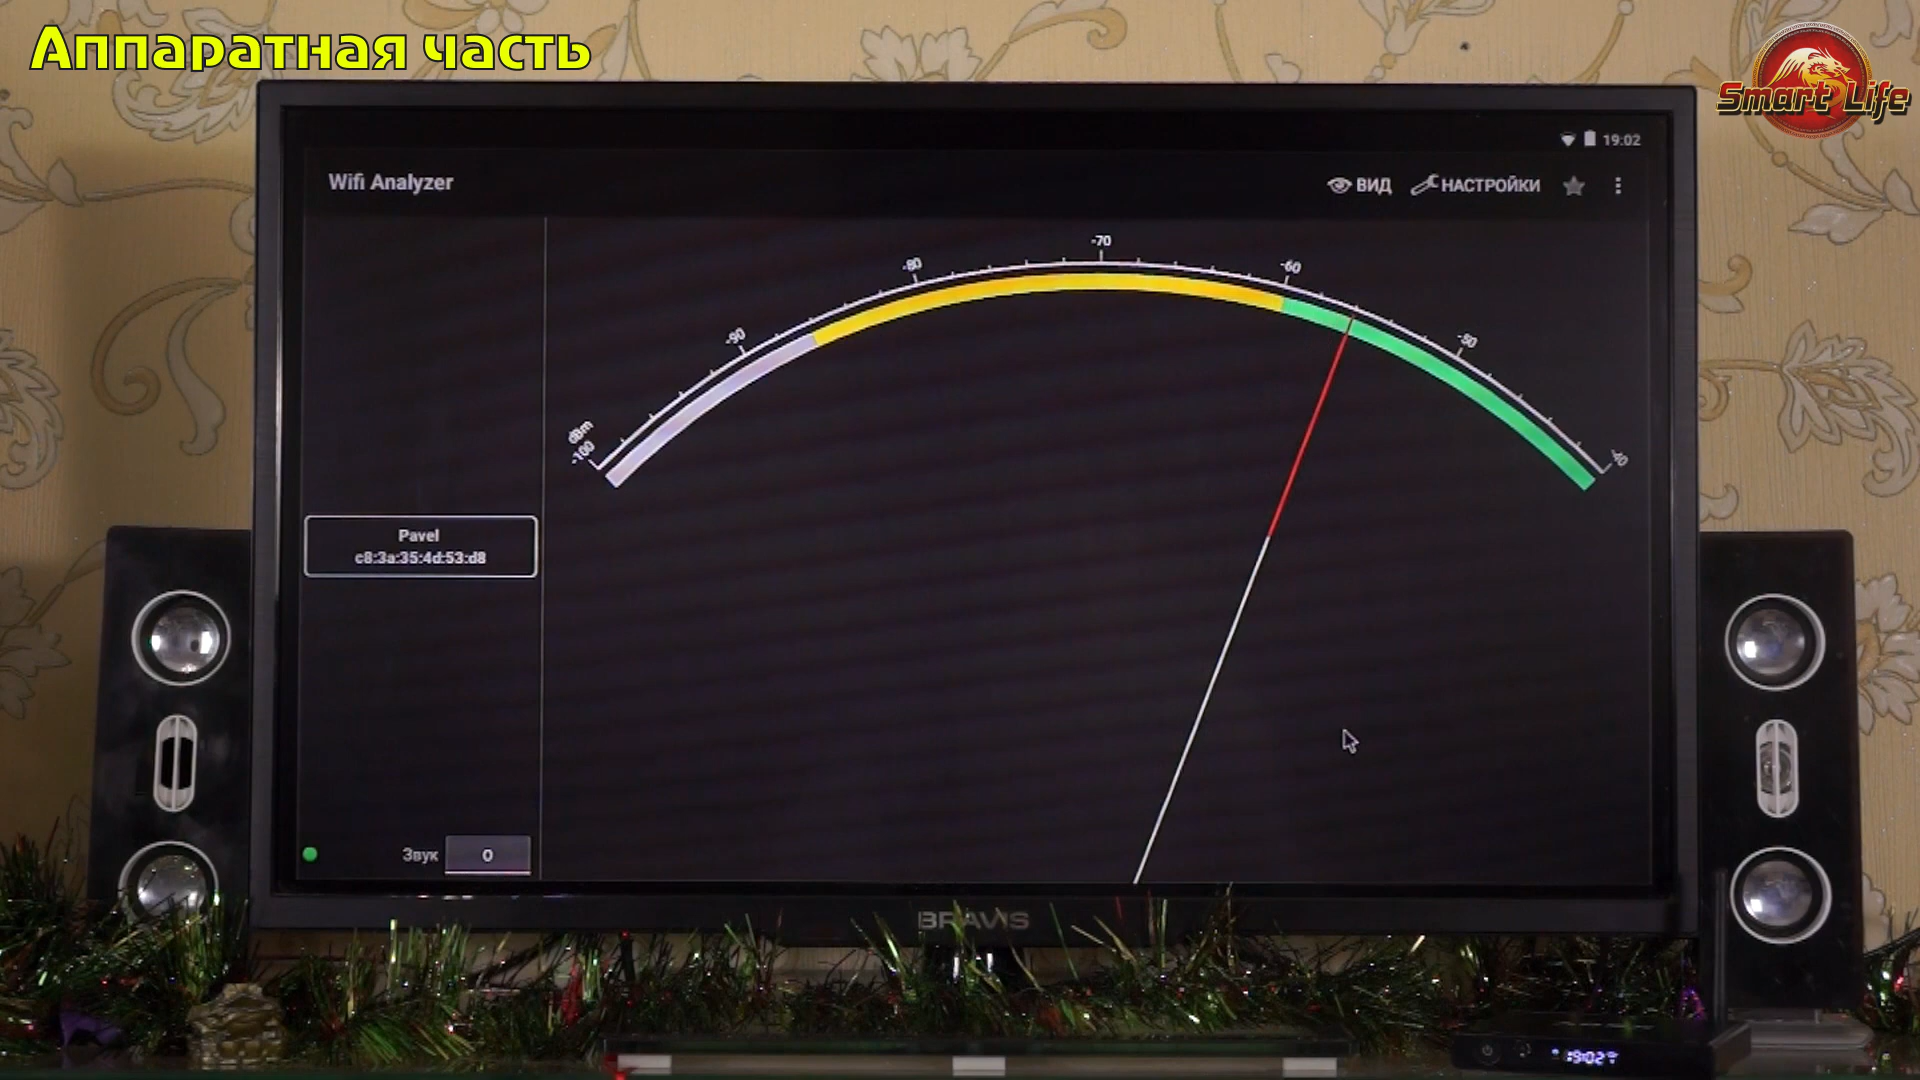 Аппаратная часть
Smart Life
19:02
Wifi Analyzer
ВИД
НАСТРОЙКИ
-70
-80
-60
-90
-50
dBm
-100
-40
Pavel
c8:3a:35:4d:53:d8
Звук
0
BRAVIS
19:02